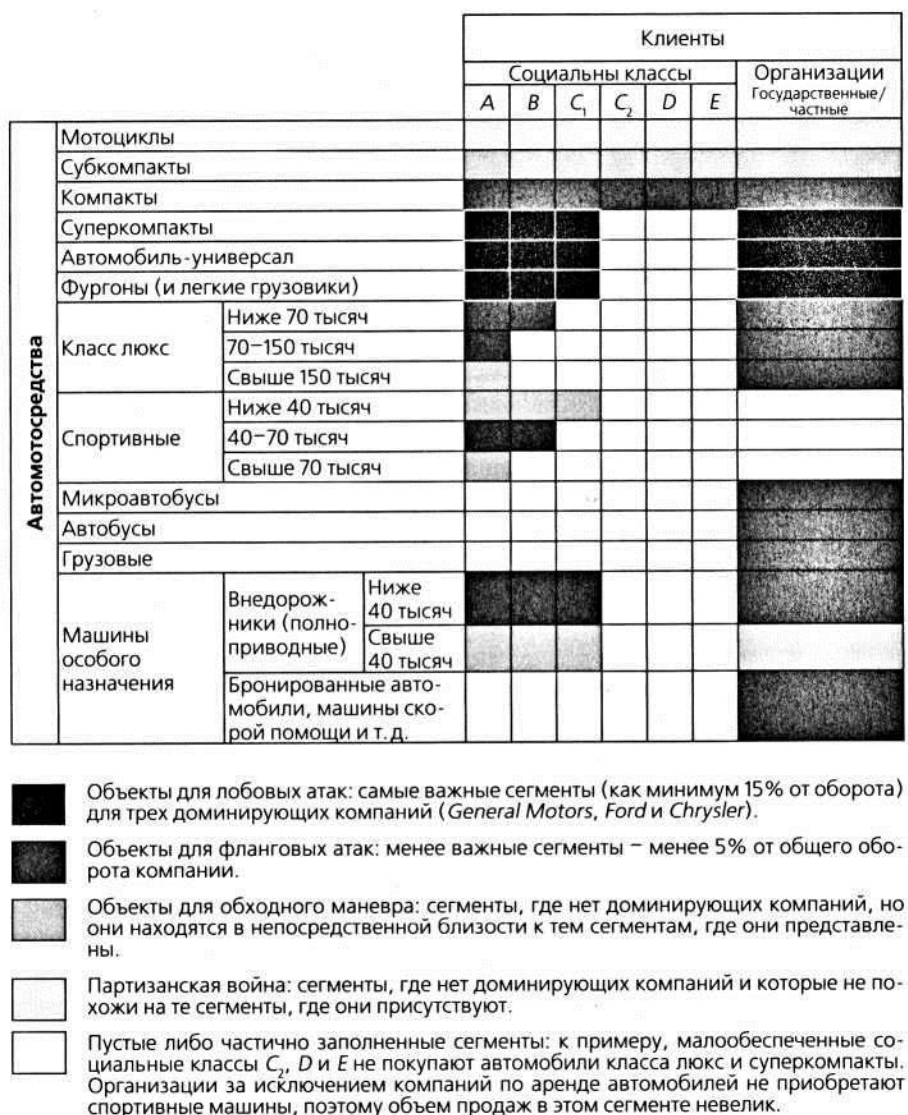 Клиенты
Социальны классы
Организации
Государственные/
частные
A B C₁ C₂ D E
Автомотосредства
Мотоциклы
Субкомпакты
Компакты
Суперкомпакты
Автомобиль-универсал
Фургоны (и легкие грузовики)
Класс люкс
Ниже 70 тысяч
70–150 тысяч
Свыше 150 тысяч
Спортивные
Ниже 40 тысяч
40–70 тысяч
Свыше 70 тысяч
Микроавтобусы
Автобусы
Грузовые
Машины
особого
назначения
Внедорож-
ники (полно-
приводные)
Ниже
40 тысяч
Свыше
40 тысяч
Бронированные авто-
мобили, машины ско-
рой помощи и т. д.
Объекты для лобовых атак: самые важные сегменты (как минимум 15% от оборота)
для трех доминирующих компаний (General Motors, Ford и Chrysler).
Объекты для фланговых атак: менее важные сегменты – менее 5% от общего обо-
рота компании.
Объекты для обходного маневра: сегменты, где нет доминирующих компаний, но
они находятся в непосредственной близости к тем сегментам, где они представле-
ны.
Партизанская война: сегменты, где нет доминирующих компаний и которые не по-
хожи на те сегменты, где они присутствуют.
Пустые либо частично заполненные сегменты: к примеру, малообеспеченные со-
циальные классы C₂, D и E не покупают автомобили класса люкс и суперкомпакты.
Организации за исключением компаний по аренде автомобилей не приобретают
спортивные машины, поэтому объем продаж в этом сегменте невелик.